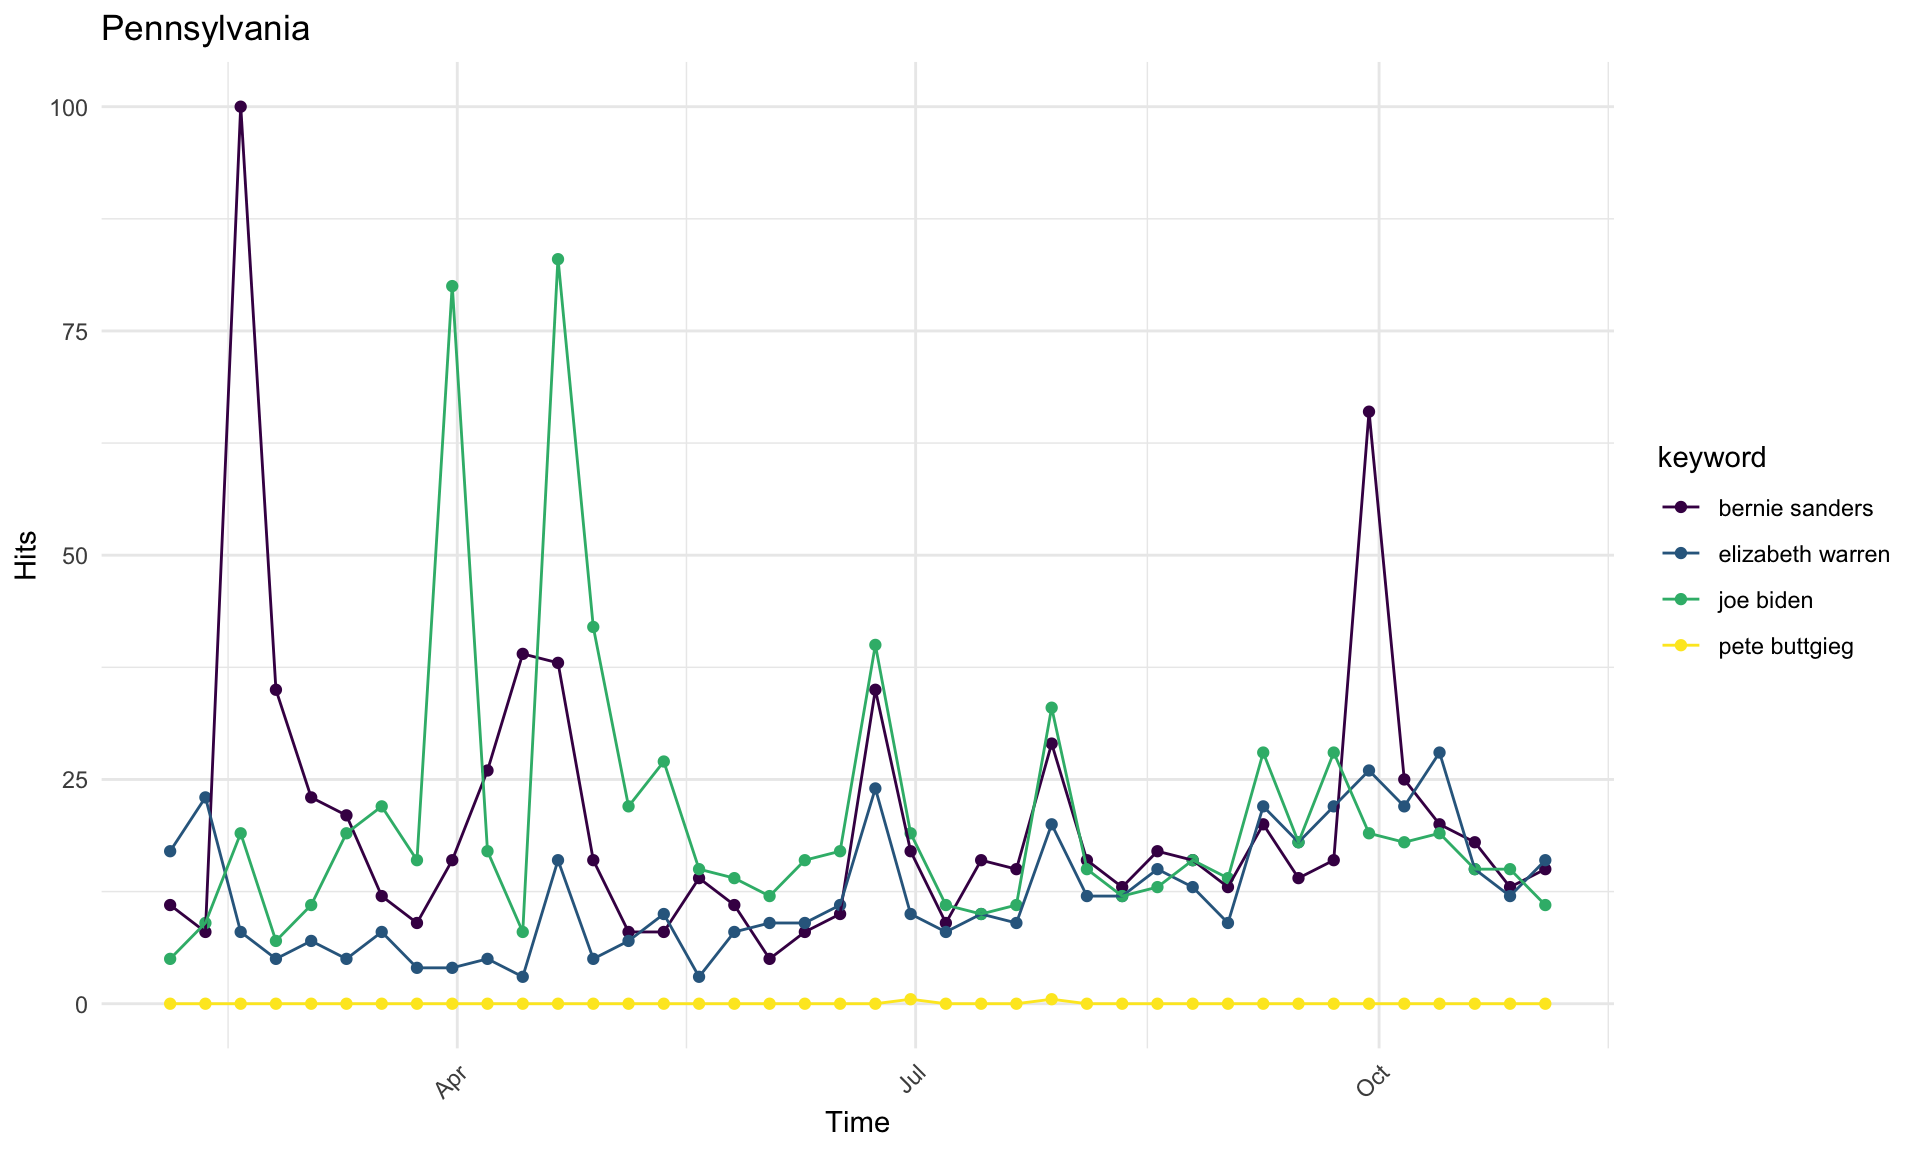 Pennsylvania
100
75
50
25
0
Hits
Apr
Jul
Oct
Time
keyword
bernie sanders
elizabeth warren
joe biden
pete buttgieg